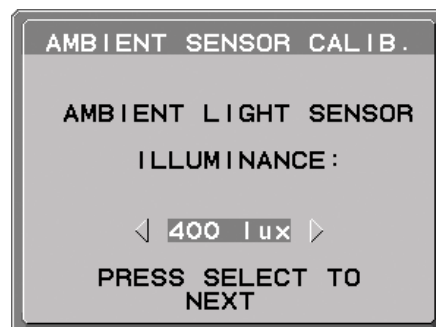 AMBIENT SENSOR CALIB.
AMBIENT LIGHT SENSOR
ILLUMINANCE:
400 lux
PRESS SELECT TO
NEXT